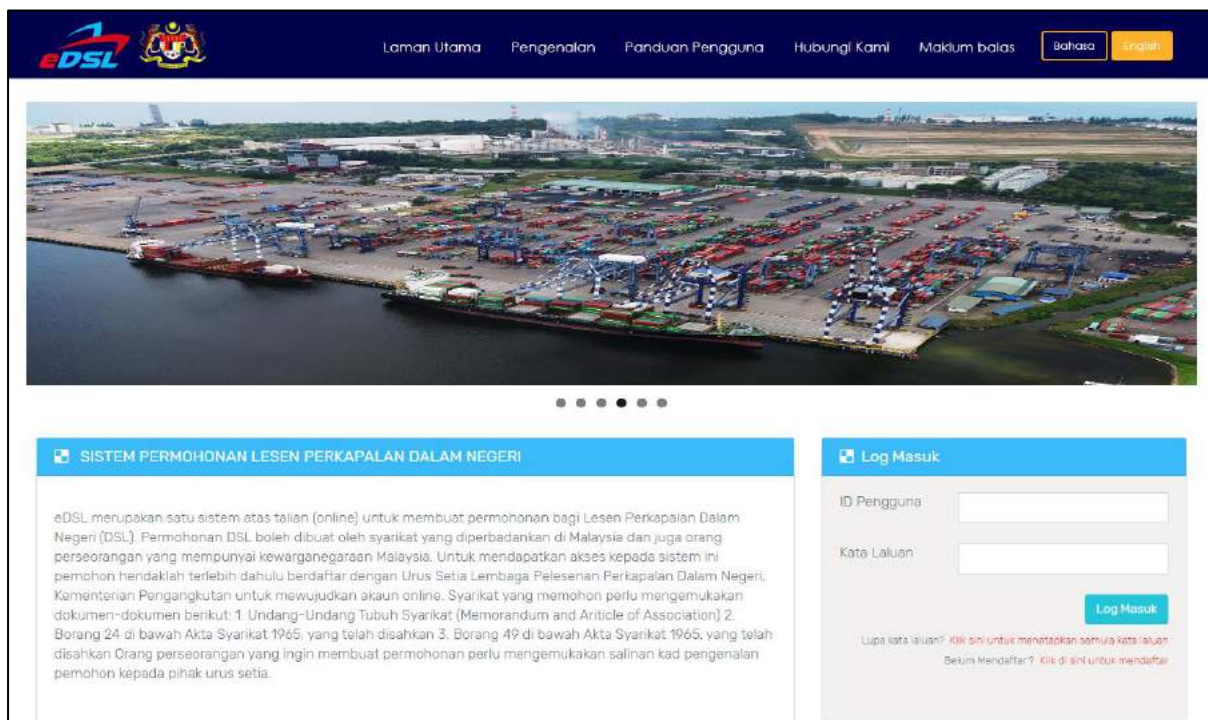 eDSL
Laman Utama
Pengenalan
Panduan Pengguna
Hubungi Kami
Maklum balas
Bahasa
English
SISTEM PERMOHONAN LESEN PERKAPALAN DALAM NEGERI
eDSL merupakan satu sistem atas talian (online) untuk membuat permohonan bagi Lesen Perkapalan Dalam
Negeri (DSL). Permohonan DSL boleh dibuat oleh syarikat yang diperbadankan di Malaysia dan juga orang
perseorangan yang mempunyai kewarganegaraan Malaysia. Untuk mendapatkan akses kepada sistem ini
pemohon hendaklah terlebih dahulu berdaftar dengan Urus Setia Lembaga Pelesenan Perkapalan Dalam Negeri,
Kementerian Pengangkutan untuk mewujudkan akaun online. Syarikat yang memohon perlu mengemukakan
dokumen-dokumen berikut: 1. Undang-Undang Tubuh Syarikat (Memorandum and Ariticle of Association) 2.
Borang 24 di bawah Akta Syarikat 1965, yang telah disahkan 3. Borang 49 di bawah Akta Syarikat 1965, yang telah
disahkan Orang perseorangan yang ingin membuat permohonan perlu mengemukakan salinan kad pengenalan
pemohon kepada pihak urus setia.
Log Masuk
ID Pengguna
Kata Laluan
Log Masuk
Lupa kata laluan? Klik sini untuk menetapkan semula kata laluan
Belum Mendaftar? Klik di sini untuk mendaftar